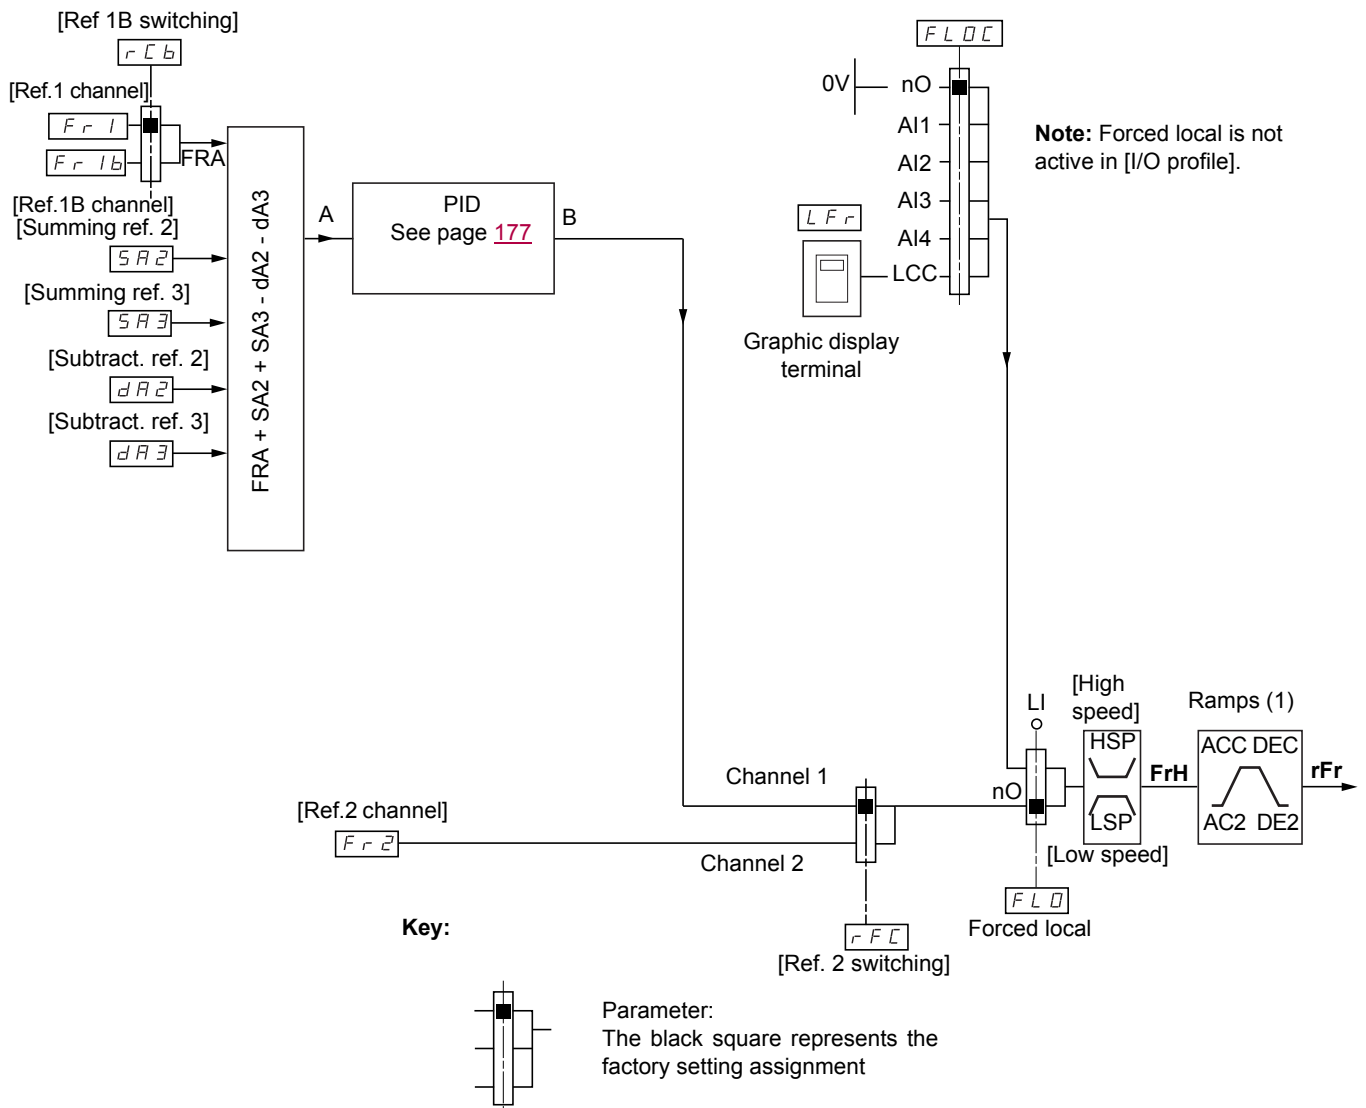 [Ref 1B switching]
rCb
[Ref.1 channel]
Fr1
Fr1b
FRA
[Ref.1B channel]
[Summing ref. 2]
SA2
[Summing ref. 3]
SA3
[Subtract. ref. 2]
dA2
[Subtract. ref. 3]
dA3
FRA + SA2 + SA3 - dA2 - dA3
A
PID
See page 177
B
FLOC
0V
nO
AI1
AI2
AI3
AI4
LCC
LFr
Graphic display
terminal
Note: Forced local is not
active in [I/O profile].
Channel 1
[Ref.2 channel]
Fr2
Channel 2
rFC
[Ref. 2 switching]
LI
nO
FLO
Forced local
[High
speed]
HSP
LSP
[Low speed]
FrH
Ramps (1)
ACC DEC
AC2 DE2
rFr
Key:
Parameter:
The black square represents the
factory setting assignment